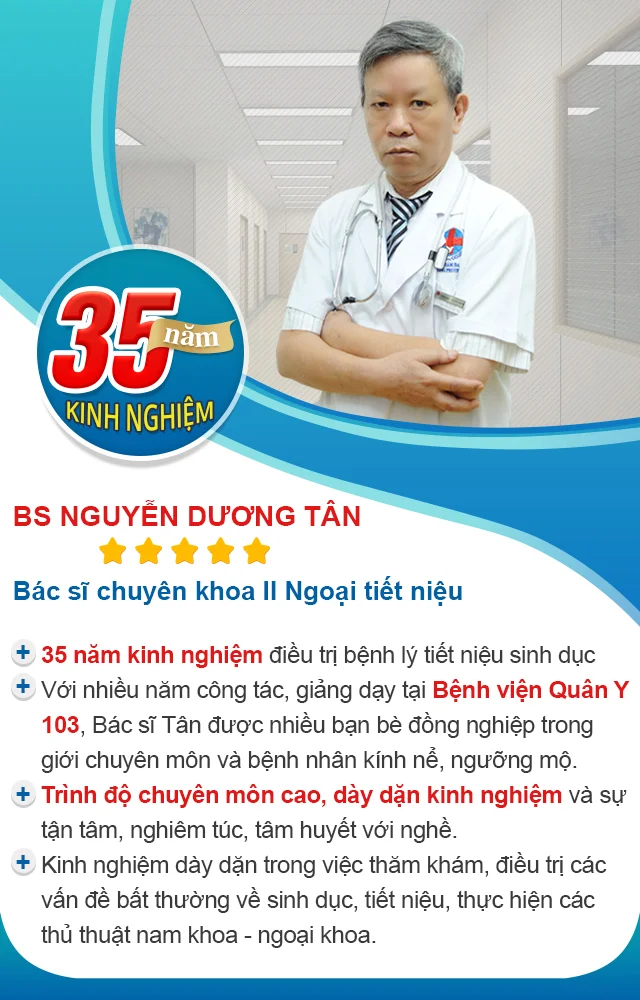 35
năm
KINH NGHIỆM
BS NGUYỄN DƯƠNG TÂN
Bác sĩ chuyên khoa II Ngoại tiết niệu
35 năm kinh nghiệm điều trị bệnh lý tiết niệu sinh dục
Với nhiều năm công tác, giảng dạy tại Bệnh viện Quân Y
103, Bác sĩ Tân được nhiều bạn bè đồng nghiệp trong
giới chuyên môn và bệnh nhân kính nể, ngưỡng mộ.
Trình độ chuyên môn cao, dày dặn kinh nghiệm và sự
tận tâm, nghiêm túc, tâm huyết với nghề.
Kinh nghiệm dày dặn trong việc thăm khám, điều trị các
vấn đề bất thường về sinh dục, tiết niệu, thực hiện các
thủ thuật nam khoa - ngoại khoa.